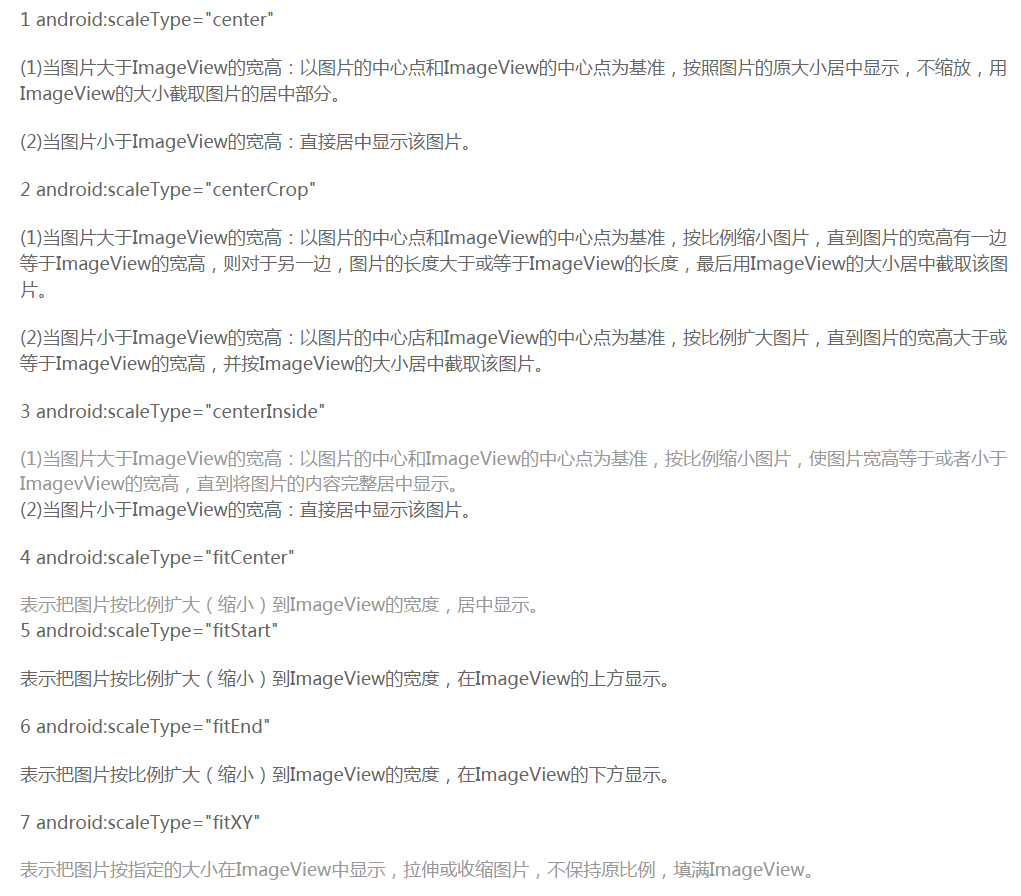 1 android:scaleType="center"
(1)当图片大于ImageView的宽高：以图片的中心点和ImageView的中心点为基准，按照图片的原大小居中显示，不缩放，用
ImageView的大小截取图片的居中部分。
(2)当图片小于ImageView的宽高：直接居中显示该图片。
2 android:scaleType="centerCrop"
(1)当图片大于ImageView的宽高：以图片的中心点和ImageView的中心点为基准，按比例缩小图片，直到图片的宽高有一边
等于ImageView的宽高，则对于另一边，图片的长度大于或等于ImageView的长度，最后用ImageView的大小居中截取该图
片。
(2)当图片小于ImageView的宽高：以图片的中心店和ImageView的中心点为基准，按比例扩大图片，直到图片的宽高大于或
等于ImageView的宽高，并按ImageView的大小居中截取该图片。
3 android:scaleType="centerInside"
(1)当图片大于ImageView的宽高：以图片的中心和ImageView的中心点为基准，按比例缩小图片，使图片宽高等于或者小于
ImagevView的宽高，直到将图片的内容完整居中显示。
(2)当图片小于ImageView的宽高：直接居中显示该图片。
4 android:scaleType="fitCenter"
表示把图片按比例扩大（缩小）到ImageView的宽度，居中显示。
5 android:scaleType="fitStart"
表示把图片按比例扩大（缩小）到ImageView的宽度，在ImageView的上方显示。
6 android:scaleType="fitEnd"
表示把图片按比例扩大（缩小）到ImageView的宽度，在ImageView的下方显示。
7 android:scaleType="fitXY"
表示把图片按指定的大小在ImageView中显示，拉伸或收缩图片，不保持原比例，填满ImageView。